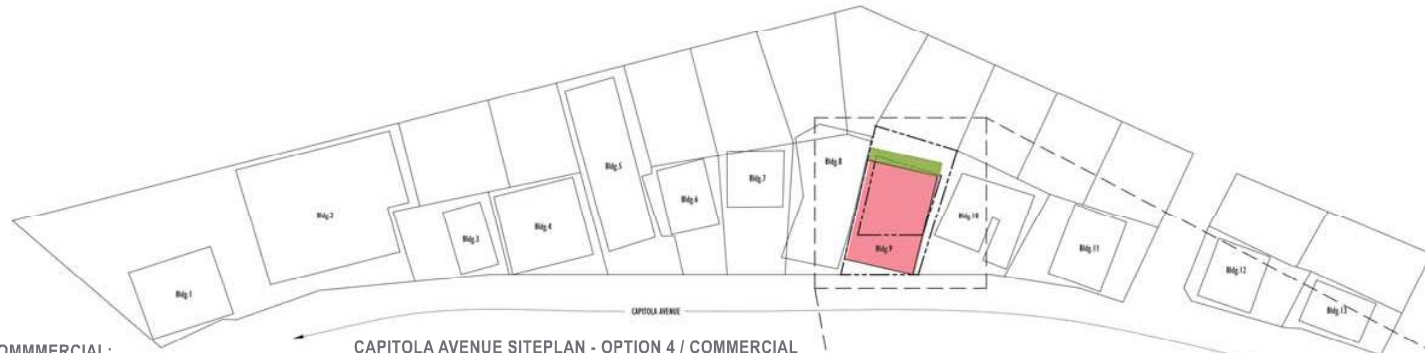 Bldg.8
Bldg.5
Bldg.7
Bldg.6
Bldg.2
Bldg.10
Bldg.4
Bldg.3
Bldg.9
Bldg.11
Bldg.12
Bldg.1
Bldg.13
CAPITOLA AVENUE
OMMMERCIAL:
CAPITOLA AVENUE SITEPLAN - OPTION 4 / COMMERCIAL